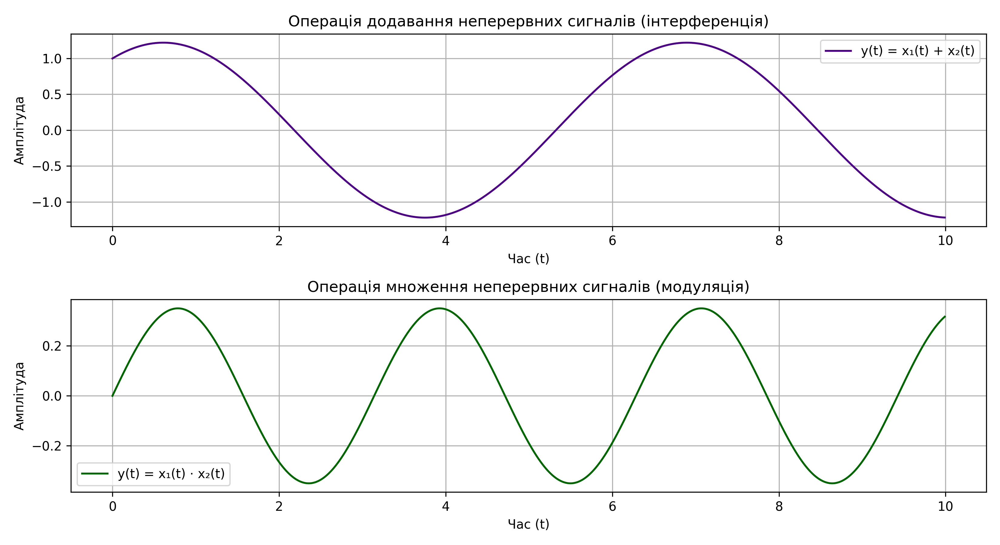 Операція додавання неперервних сигналів (інтерференція)
y(t) = x₁(t) + x₂(t)
Амплітуда
1.0
0.5
0.0
−0.5
−1.0
0 2 4 6 8 10
Час (t)
Операція множення неперервних сигналів (модуляція)
Амплітуда
0.2
0.0
−0.2
y(t) = x₁(t) · x₂(t)
0 2 4 6 8 10
Час (t)